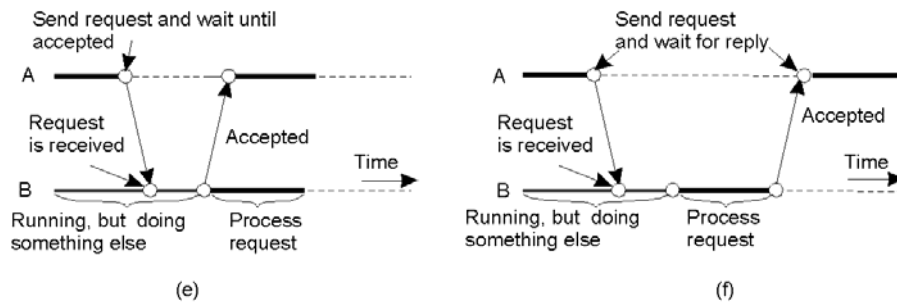 Send request and wait until
accepted
A
Request
is received
Accepted
Time
B
Running, but doing
something else
Process
request
(e)
Send request
and wait for reply
A
Request
is received
Accepted
Time
B
Running, but doing
something else
Process
request
(f)